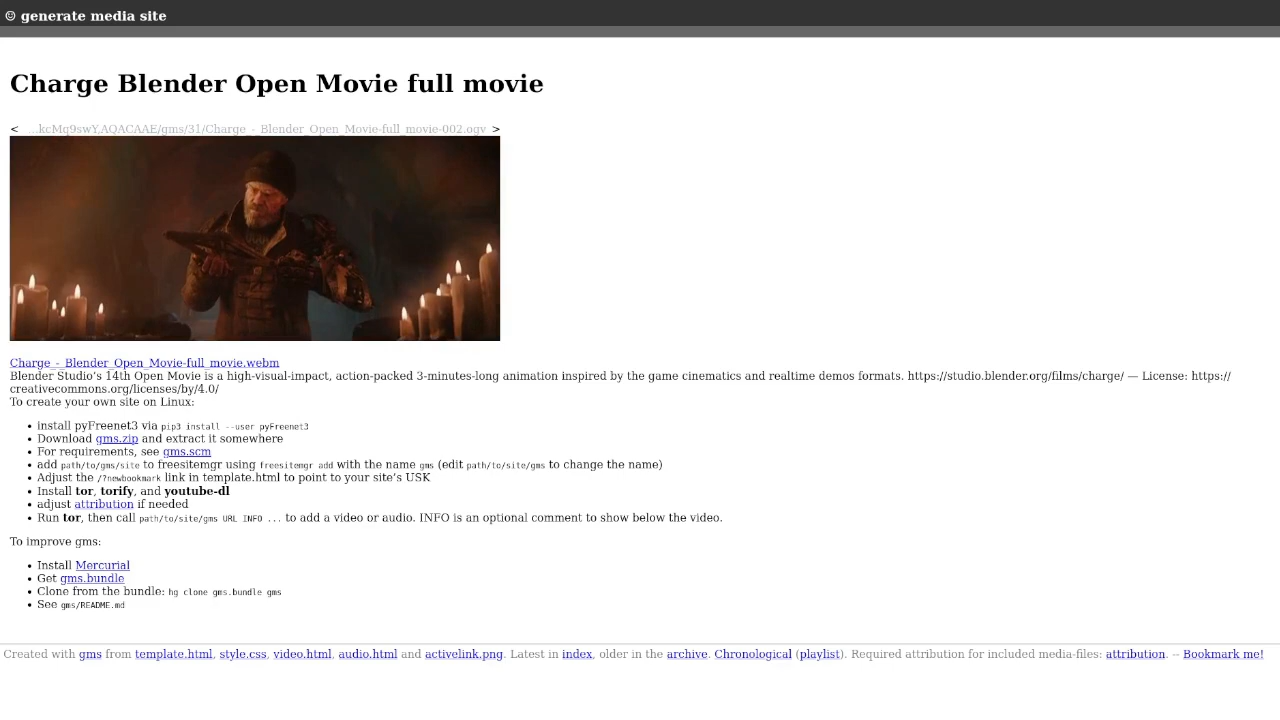 ☺ generate media site
Charge Blender Open Movie full movie
< ...kcMq9swY,AQACAAE/gms/31/Charge_-_Blender_Open_Movie-full_movie-002.ogv >
Charge_-_Blender_Open_Movie-full_movie.webm
Blender Studio’s 14th Open Movie is a high-visual-impact, action-packed 3-minutes-long animation inspired by the game cinematics and realtime demos formats. https://studio.blender.org/films/charge/ — License: https://
creativecommons.org/licenses/by/4.0/
To create your own site on Linux:
• install pyFreenet3 via pip3 install --user pyFreenet3
• Download gms.zip and extract it somewhere
• For requirements, see gms.scm
• add path/to/gms/site to freesitemgr using freesitemgr add with the name gms (edit path/to/site/gms to change the name)
• Adjust the /?newbookmark link in template.html to point to your site’s USK
• Install tor, torify, and youtube-dl
• adjust attribution if needed
• Run tor, then call path/to/site/gms URL INFO ... to add a video or audio. INFO is an optional comment to show below the video.
To improve gms:
• Install Mercurial
• Get gms.bundle
• Clone from the bundle: hg clone gms.bundle gms
• See gms/README.md
Created with gms from template.html, style.css, video.html, audio.html and activelink.png. Latest in index, older in the archive. Chronological (playlist). Required attribution for included media-files: attribution. -- Bookmark me!